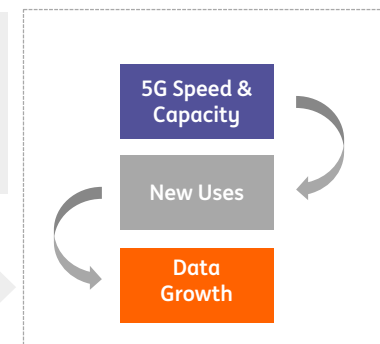 5G Speed &
Capacity
New Uses
Data
Growth